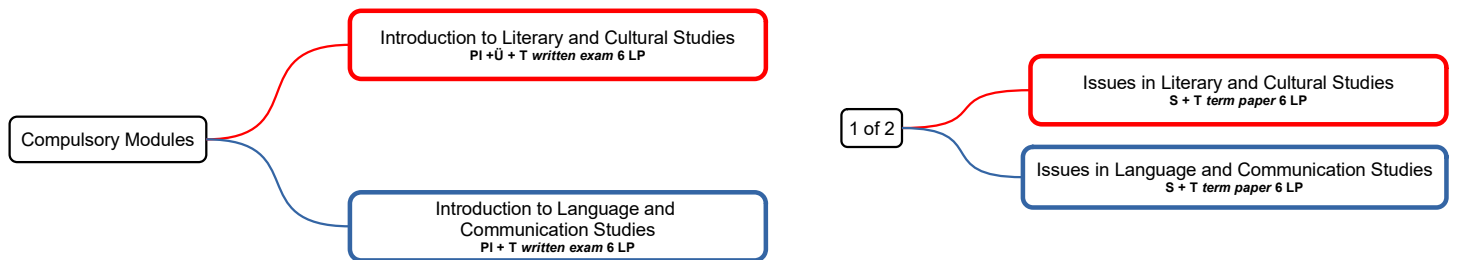 Compulsory Modules
Introduction to Literary and Cultural Studies
PI +Ü + T written exam 6 LP
Introduction to Language and
Communication Studies
PI + T written exam 6 LP
1 of 2
Issues in Literary and Cultural Studies
S + T term paper 6 LP
Issues in Language and Communication Studies
S + T term paper 6 LP